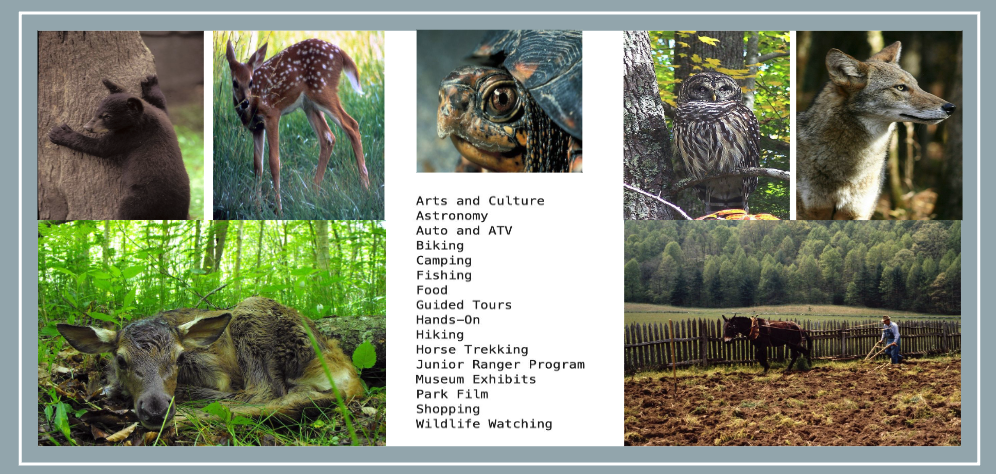 Arts and Culture
Astronomy
Auto and ATV
Biking
Camping
Fishing
Food
Guided Tours
Hands-On
Hiking
Horse Trekking
Junior Ranger Program
Museum Exhibits
Park Film
Shopping
Wildlife Watching